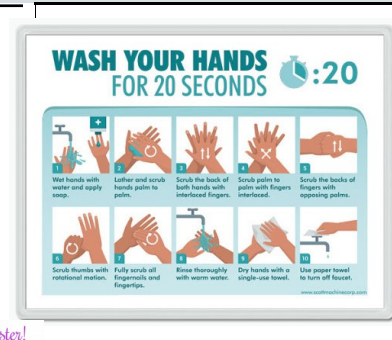 WASH YOUR HANDS
FOR 20 SECONDS
:20
1
Wet hands with
water and apply
soap.
2
Lather and scrub
hands palm to
palm.
3
Scrub the back of
both hands with
interlaced fingers.
4
Scrub palm to
palm with fingers
interlaced.
5
Scrub the backs of
fingers with
opposing palms.
6
Scrub thumbs with
rotational motion.
7
Fully scrub all
fingernails and
fingertips.
8
Rinse thoroughly
with warm water.
9
Dry hands with a
single-use towel.
10
Use paper towel
to turn off faucet.